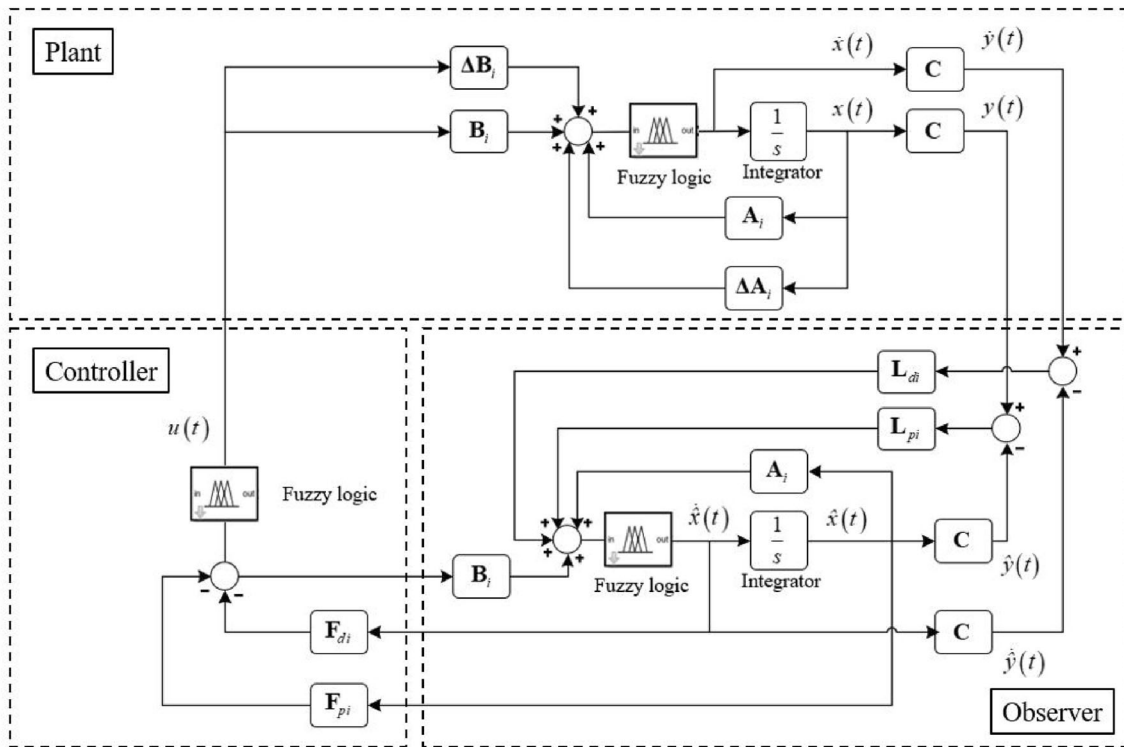 Plant
ẋ(t)
ẏ(t)
ΔB_i
C
x(t)
y(t)
+
+
B_i
+
+
+
in
out
1/s
C
Fuzzy logic
Integrator
A_i
ΔA_i
Controller
L_di
+
-
u(t)
L_pi
+
-
in
out
Fuzzy logic
A_i
+
+
+
+
in
out
x̂̇(t)
1/s
x̂(t)
C
Fuzzy logic
Integrator
ŷ(t)
-
-
B_i
F_di
C
ŷ̇(t)
F_pi
Observer